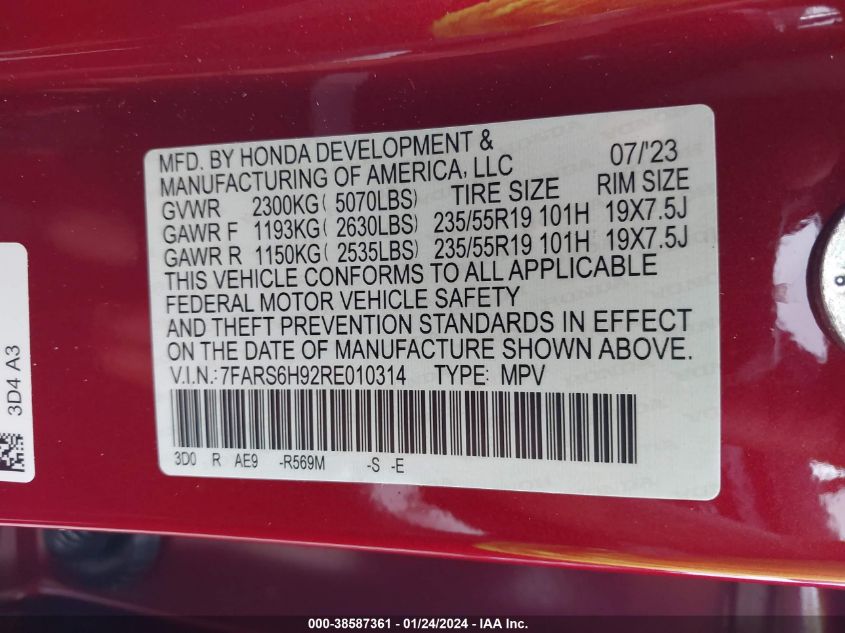 MFD. BY HONDA DEVELOPMENT & 07/'23
MANUFACTURING OF AMERICA, LLC
GVWR 2300KG( 5070LBS) TIRE SIZE RIM SIZE
GAWR F 1193KG( 2630LBS) 235/55R19 101H 19X7.5J
GAWR R 1150KG( 2535LBS) 235/55R19 101H 19X7.5J
THIS VEHICLE CONFORMS TO ALL APPLICABLE
FEDERAL MOTOR VEHICLE SAFETY
AND THEFT PREVENTION STANDARDS IN EFFECT
ON THE DATE OF MANUFACTURE SHOWN ABOVE.
V.I.N.: 7FARS6H92RE010314 TYPE: MPV
3D0 R AE9 -R569M -S -E
3D4 A3
000-38587361 - 01/24/2024 - IAA Inc.